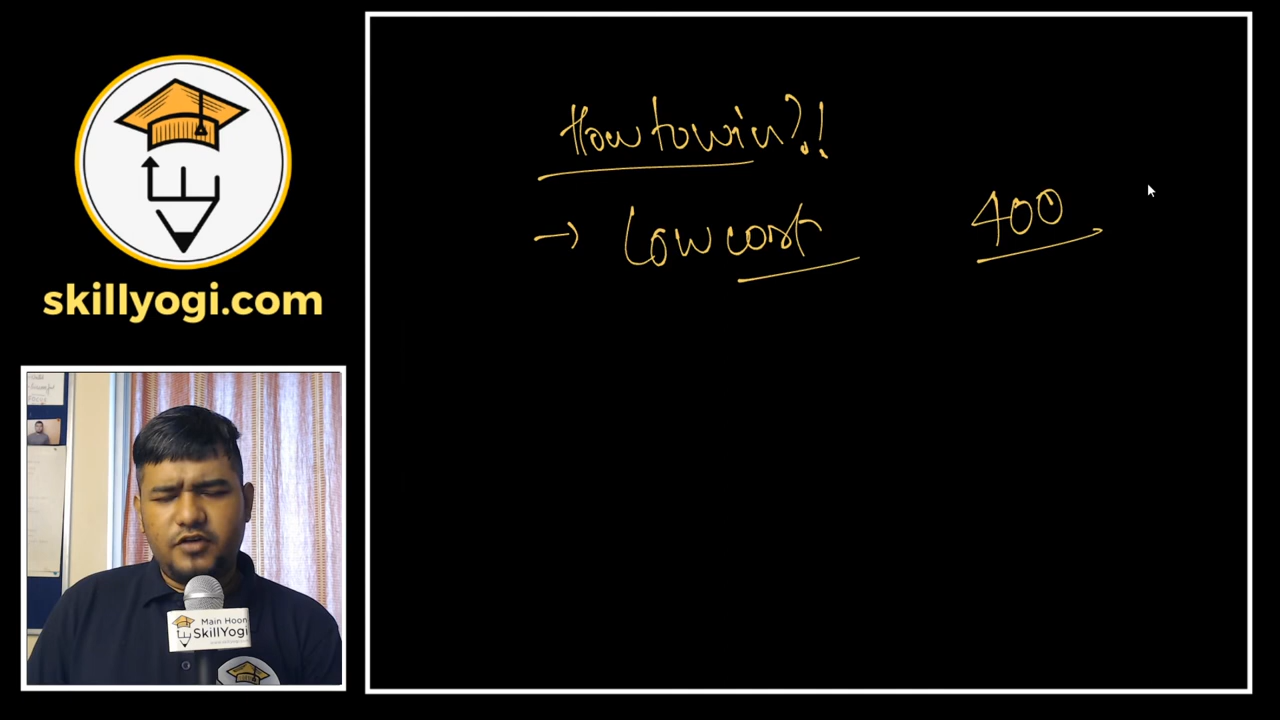 skillyogi.com
How to win?!
→ Low cost 400
Main Hoon
SkillYogi